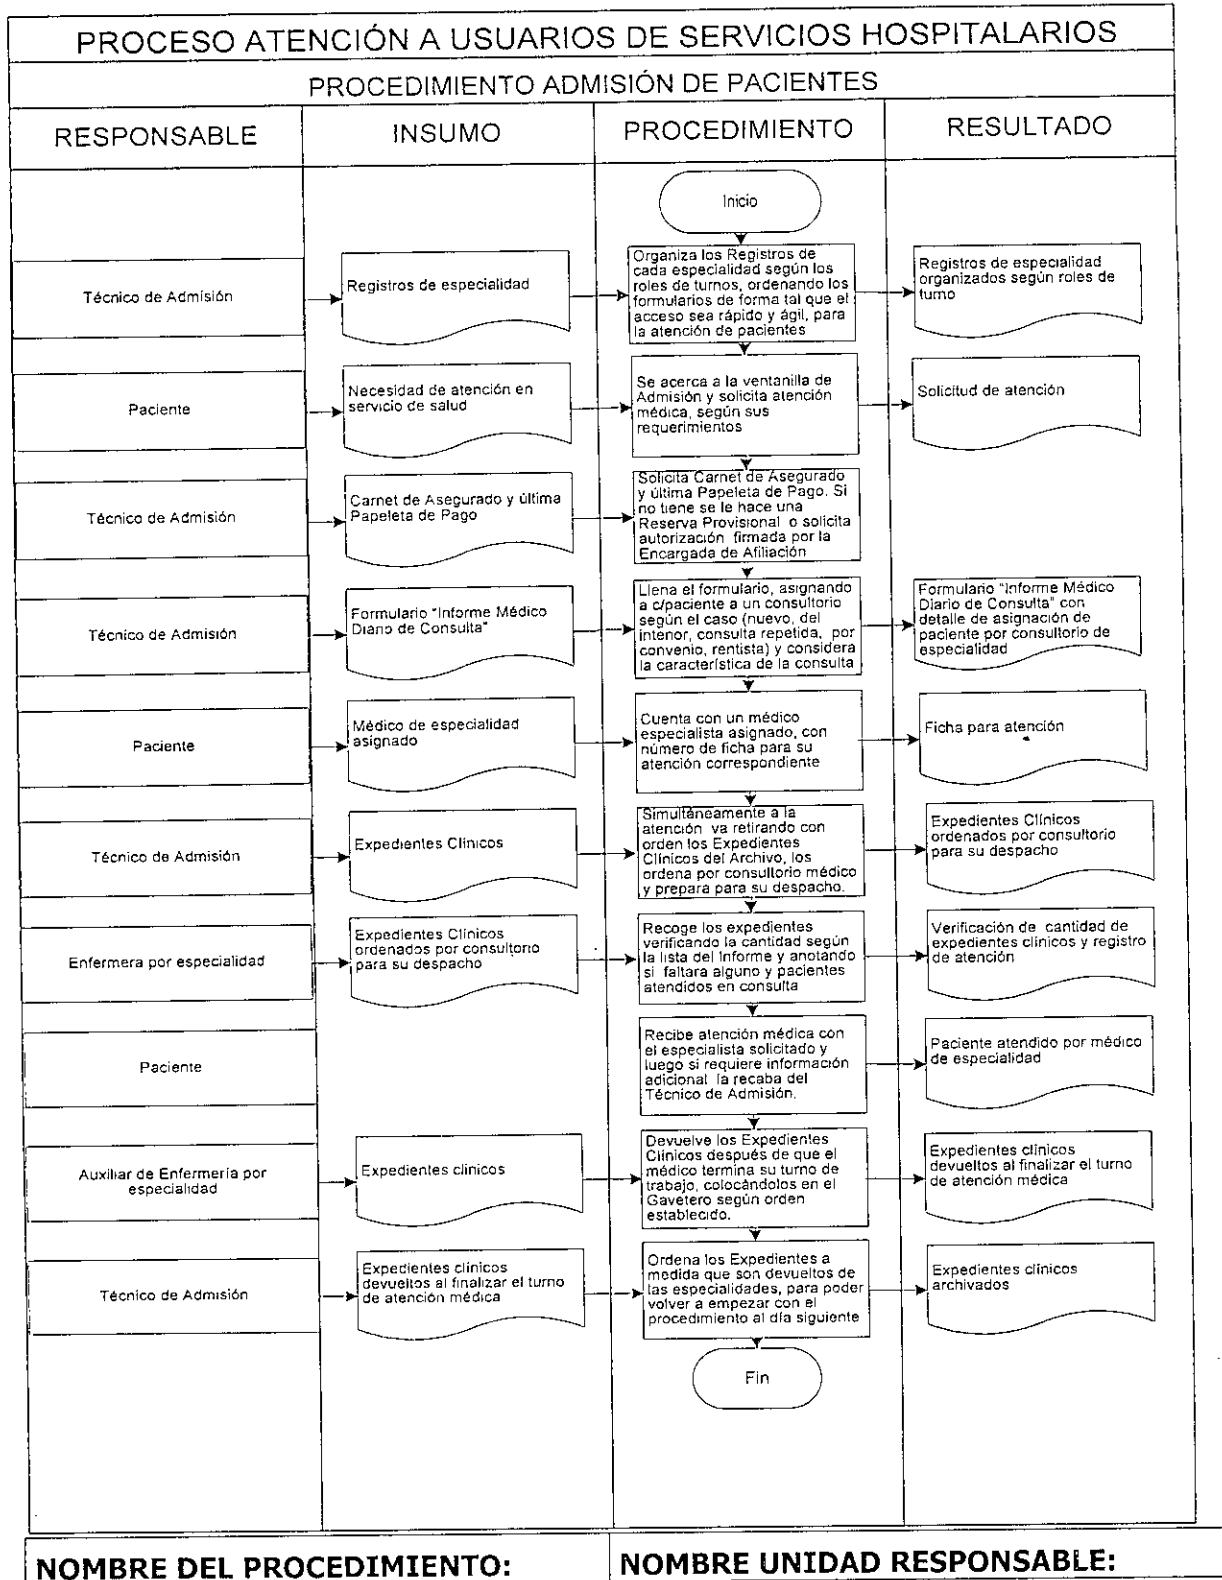 PROCESO ATENCIÓN A USUARIOS DE SERVICIOS HOSPITALARIOS
PROCEDIMIENTO ADMISIÓN DE PACIENTES
RESPONSABLE
INSUMO
PROCEDIMIENTO
RESULTADO
Inicio
Técnico de Admisión
Registros de especialidad
Organiza los Registros de
cada especialidad según los
roles de turnos, ordenando los
formularios de forma tal que el
acceso sea rápido y ágil, para
la atención de pacientes
Registros de especialidad
organizados según roles de
turno
Paciente
Necesidad de atención en
servicio de salud
Se acerca a la ventanilla de
Admisión y solicita atención
médica, según sus
requerimientos
Solicitud de atención
Técnico de Admisión
Carnet de Asegurado y última
Papeleta de Pago
Solicita Carnet de Asegurado
y última Papeleta de Pago. Si
no tiene se le hace una
Reserva Provisional o solicita
autorización firmada por la
Encargada de Afiliación
Técnico de Admisión
Formulario "Informe Médico
Diario de Consulta"
Llena el formulario, asignando
a c/paciente a un consultorio
según el caso (nuevo, del
interior, consulta repetida, por
convenio, rentista) y considera
la característica de la consulta
Formulario "Informe Médico
Diario de Consulta" con
detalle de asignación de
paciente por consultorio de
especialidad
Paciente
Médico de especialidad
asignado
Cuenta con un médico
especialista asignado, con
número de ficha para su
atención correspondiente
Ficha para atención
Técnico de Admisión
Expedientes Clínicos
Simultáneamente a la
atención va retirando con
orden los Expedientes
Clínicos del Archivo, los
ordena por consultorio médico
y prepara para su despacho.
Expedientes Clínicos
ordenados por consultorio
para su despacho
Enfermera por especialidad
Expedientes Clínicos
ordenados por consultorio
para su despacho
Recoge los expedientes
verificando la cantidad según
la lista del Informe y anotando
si faltara alguno y pacientes
atendidos en consulta
Verificación de cantidad de
expedientes clínicos y registro
de atención
Paciente
Recibe atención médica con
el especialista solicitado y
luego si requiere información
adicional la recaba del
Técnico de Admisión.
Paciente atendido por médico
de especialidad
Auxiliar de Enfermería por
especialidad
Expedientes clínicos
Devuelve los Expedientes
Clínicos después de que el
médico termina su turno de
trabajo, colocándolos en el
Gavetero según orden
establecido.
Expedientes clínicos
devueltos al finalizar el turno
de atención médica
Técnico de Admisión
Expedientes clínicos
devueltos al finalizar el turno
de atención médica
Ordena los Expedientes a
medida que son devueltos de
las especialidades, para poder
volver a empezar con el
procedimiento al día siguiente
Expedientes clínicos
archivados
Fin
NOMBRE DEL PROCEDIMIENTO:
NOMBRE UNIDAD RESPONSABLE: